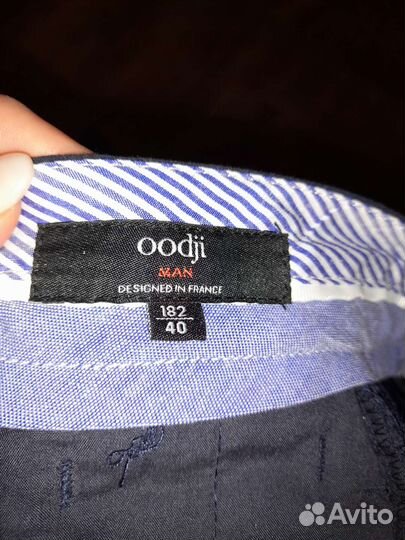 oodji
MAN
DESIGNED IN FRANCE
182
40
Avito